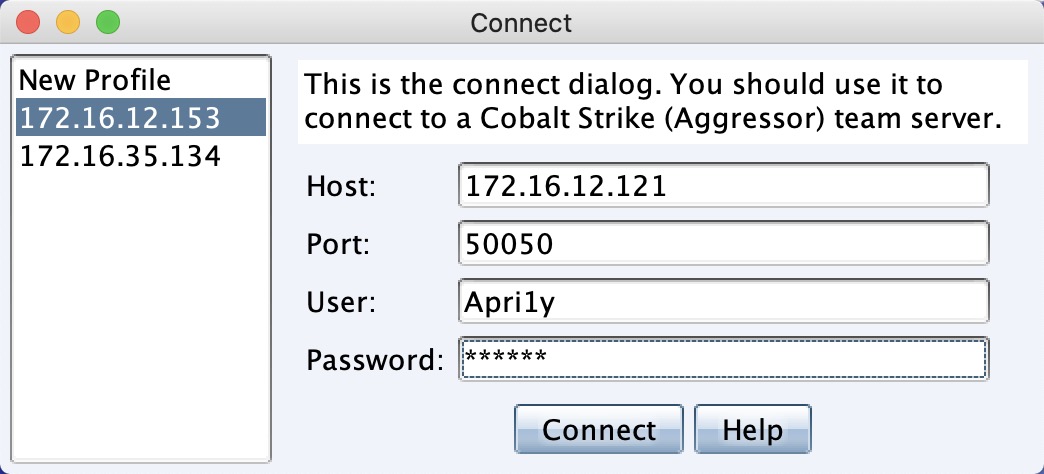 Connect
New Profile
172.16.12.153
172.16.35.134
This is the connect dialog. You should use it to
connect to a Cobalt Strike (Aggressor) team server.
Host: 172.16.12.121
Port: 50050
User: Apri1y
Password: ******
Connect Help